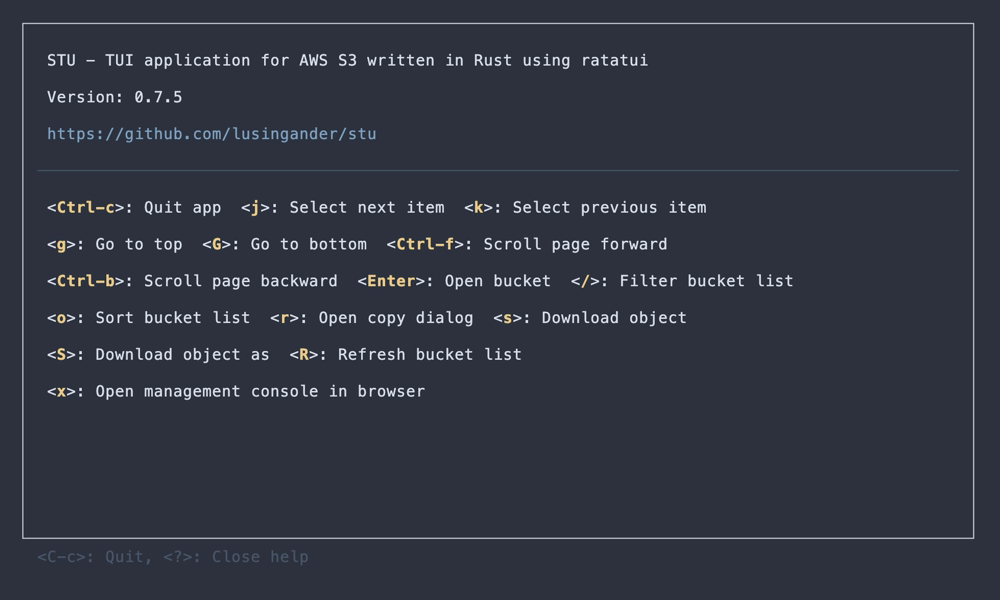 STU – TUI application for AWS S3 written in Rust using ratatui
Version: 0.7.5
https://github.com/lusingander/stu
<Ctrl-c>: Quit app  <j>: Select next item  <k>: Select previous item
<g>: Go to top  <G>: Go to bottom  <Ctrl-f>: Scroll page forward
<Ctrl-b>: Scroll page backward  <Enter>: Open bucket  </>: Filter bucket list
<o>: Sort bucket list  <r>: Open copy dialog  <s>: Download object
<S>: Download object as  <R>: Refresh bucket list
<x>: Open management console in browser
<C-c>: Quit, <?>: Close help